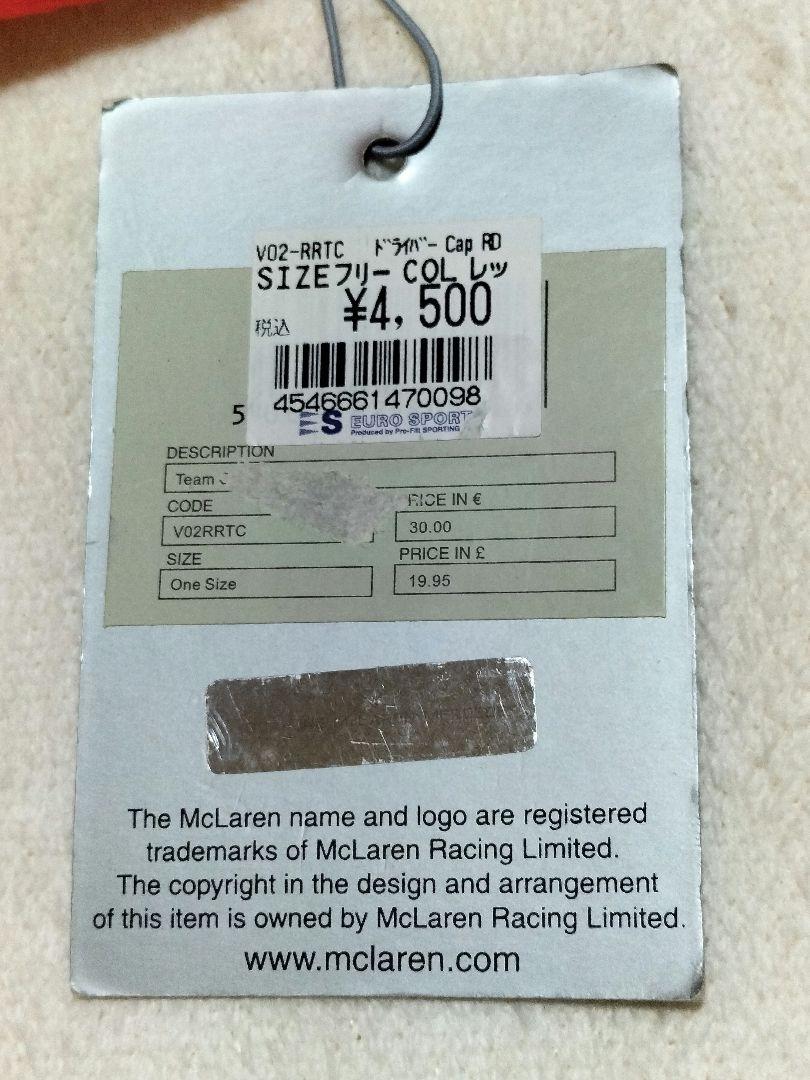 V02-RRTC ドライバー Cap RD
SIZEフリー COL レッ
¥4,500
税込
4546661470098
5
ES EURO SPORT
Produced by Pro-Fit SPORTING
DESCRIPTION
Team
CODE
RICE IN €
V02RRTC
30.00
SIZE
PRICE IN £
One Size
19.95
The McLaren name and logo are registered
trademarks of McLaren Racing Limited.
The copyright in the design and arrangement
of this item is owned by McLaren Racing Limited.
www.mclaren.com